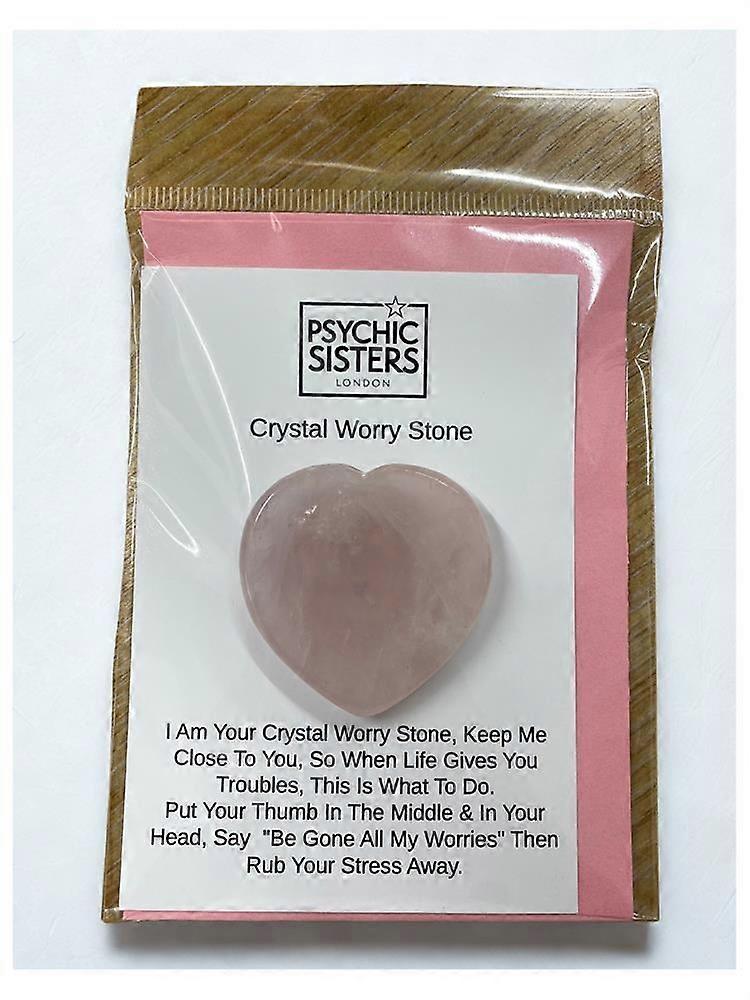 PSYCHIC
SISTERS
LONDON
Crystal Worry Stone
I Am Your Crystal Worry Stone, Keep Me
Close To You, So When Life Gives You
Troubles, This Is What To Do.
Put Your Thumb In The Middle & In Your
Head, Say  "Be Gone All My Worries" Then
Rub Your Stress Away.